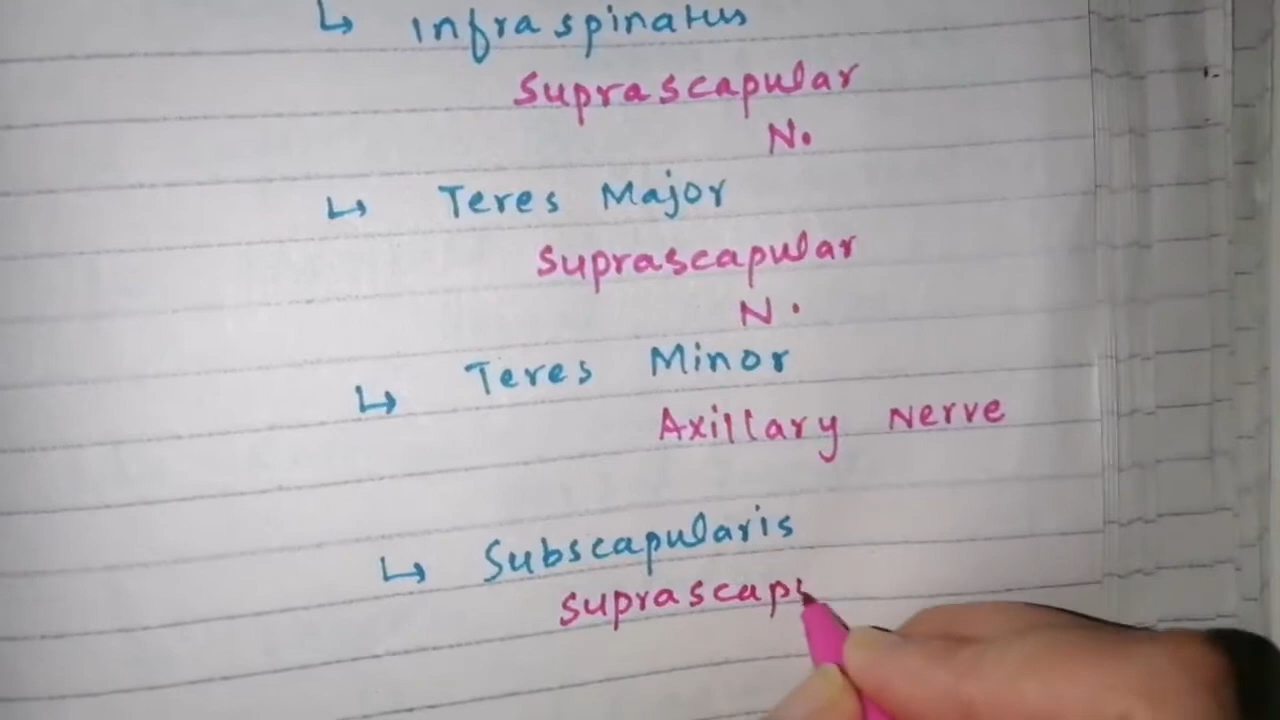 ↳ Infraspinatus
Suprascapular
N.
↳ Teres Major
Suprascapular
N.
↳ Teres Minor
Axillary Nerve
↳ Subscapularis
Suprascap